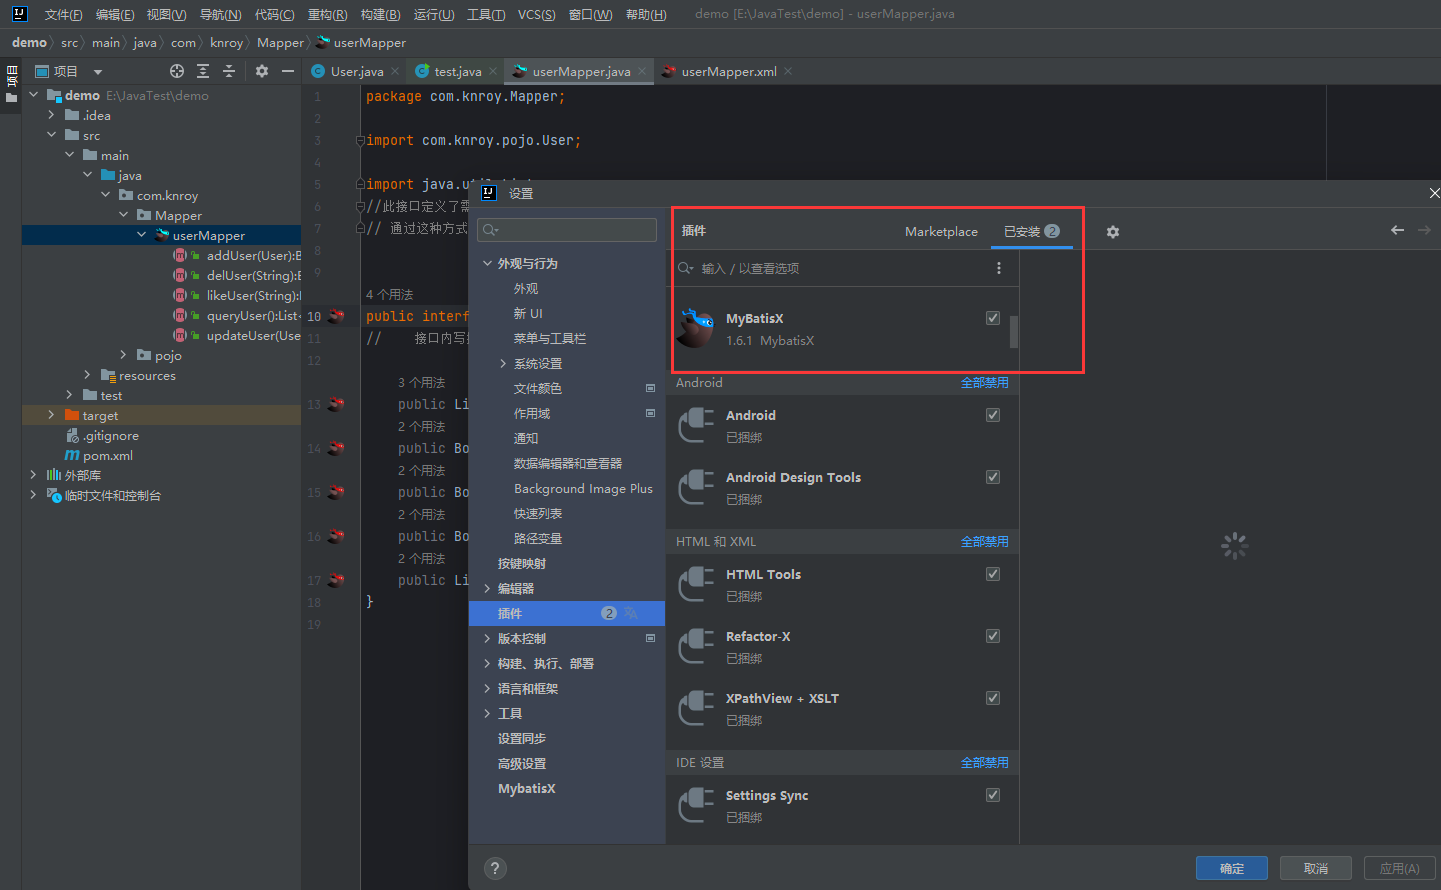 文件(F) 编辑(E) 视图(V) 导航(N) 代码(C) 重构(R) 构建(B) 运行(U) 工具(T) VCS(S) 窗口(W) 帮助(H) demo [E:\JavaTest\demo] - userMapper.java
demo src main java com knroy Mapper userMapper
项目
项目
User.java test.java userMapper.java userMapper.xml
demo E:\JavaTest\demo
.idea
src
main
java
com.knroy
Mapper
userMapper
addUser(User):B
delUser(String):B
likeUser(String):
queryUser():List<
updateUser(Use
pojo
resources
test
target
.gitignore
pom.xml
外部库
临时文件和控制台
1 package com.knroy.Mapper;
2
3 import com.knroy.pojo.User;
4
5 import java.util.List
6 //此接口定义了需
7 // 通过这种方式
8
9
4 个用法
10 public interf
11 // 接口内写
12
3 个用法
13 public Li
2 个用法
14 public Bo
2 个用法
15 public Bo
2 个用法
16 public Bo
2 个用法
17 public Li
18 }
19
设置
外观与行为
外观
新 UI
菜单与工具栏
系统设置
文件颜色
作用域
通知
数据编辑器和查看器
Background Image Plus
快速列表
路径变量
按键映射
编辑器
插件 2
版本控制
构建、执行、部署
语言和框架
工具
设置同步
高级设置
MybatisX
插件 Marketplace 已安装 2
输入 / 以查看选项
MyBatisX
1.6.1 MybatisX
Android 全部禁用
Android
已捆绑
Android Design Tools
已捆绑
HTML 和 XML 全部禁用
HTML Tools
已捆绑
Refactor-X
已捆绑
XPathView + XSLT
已捆绑
IDE 设置 全部禁用
Settings Sync
已捆绑
?
确定 取消 应用(A)